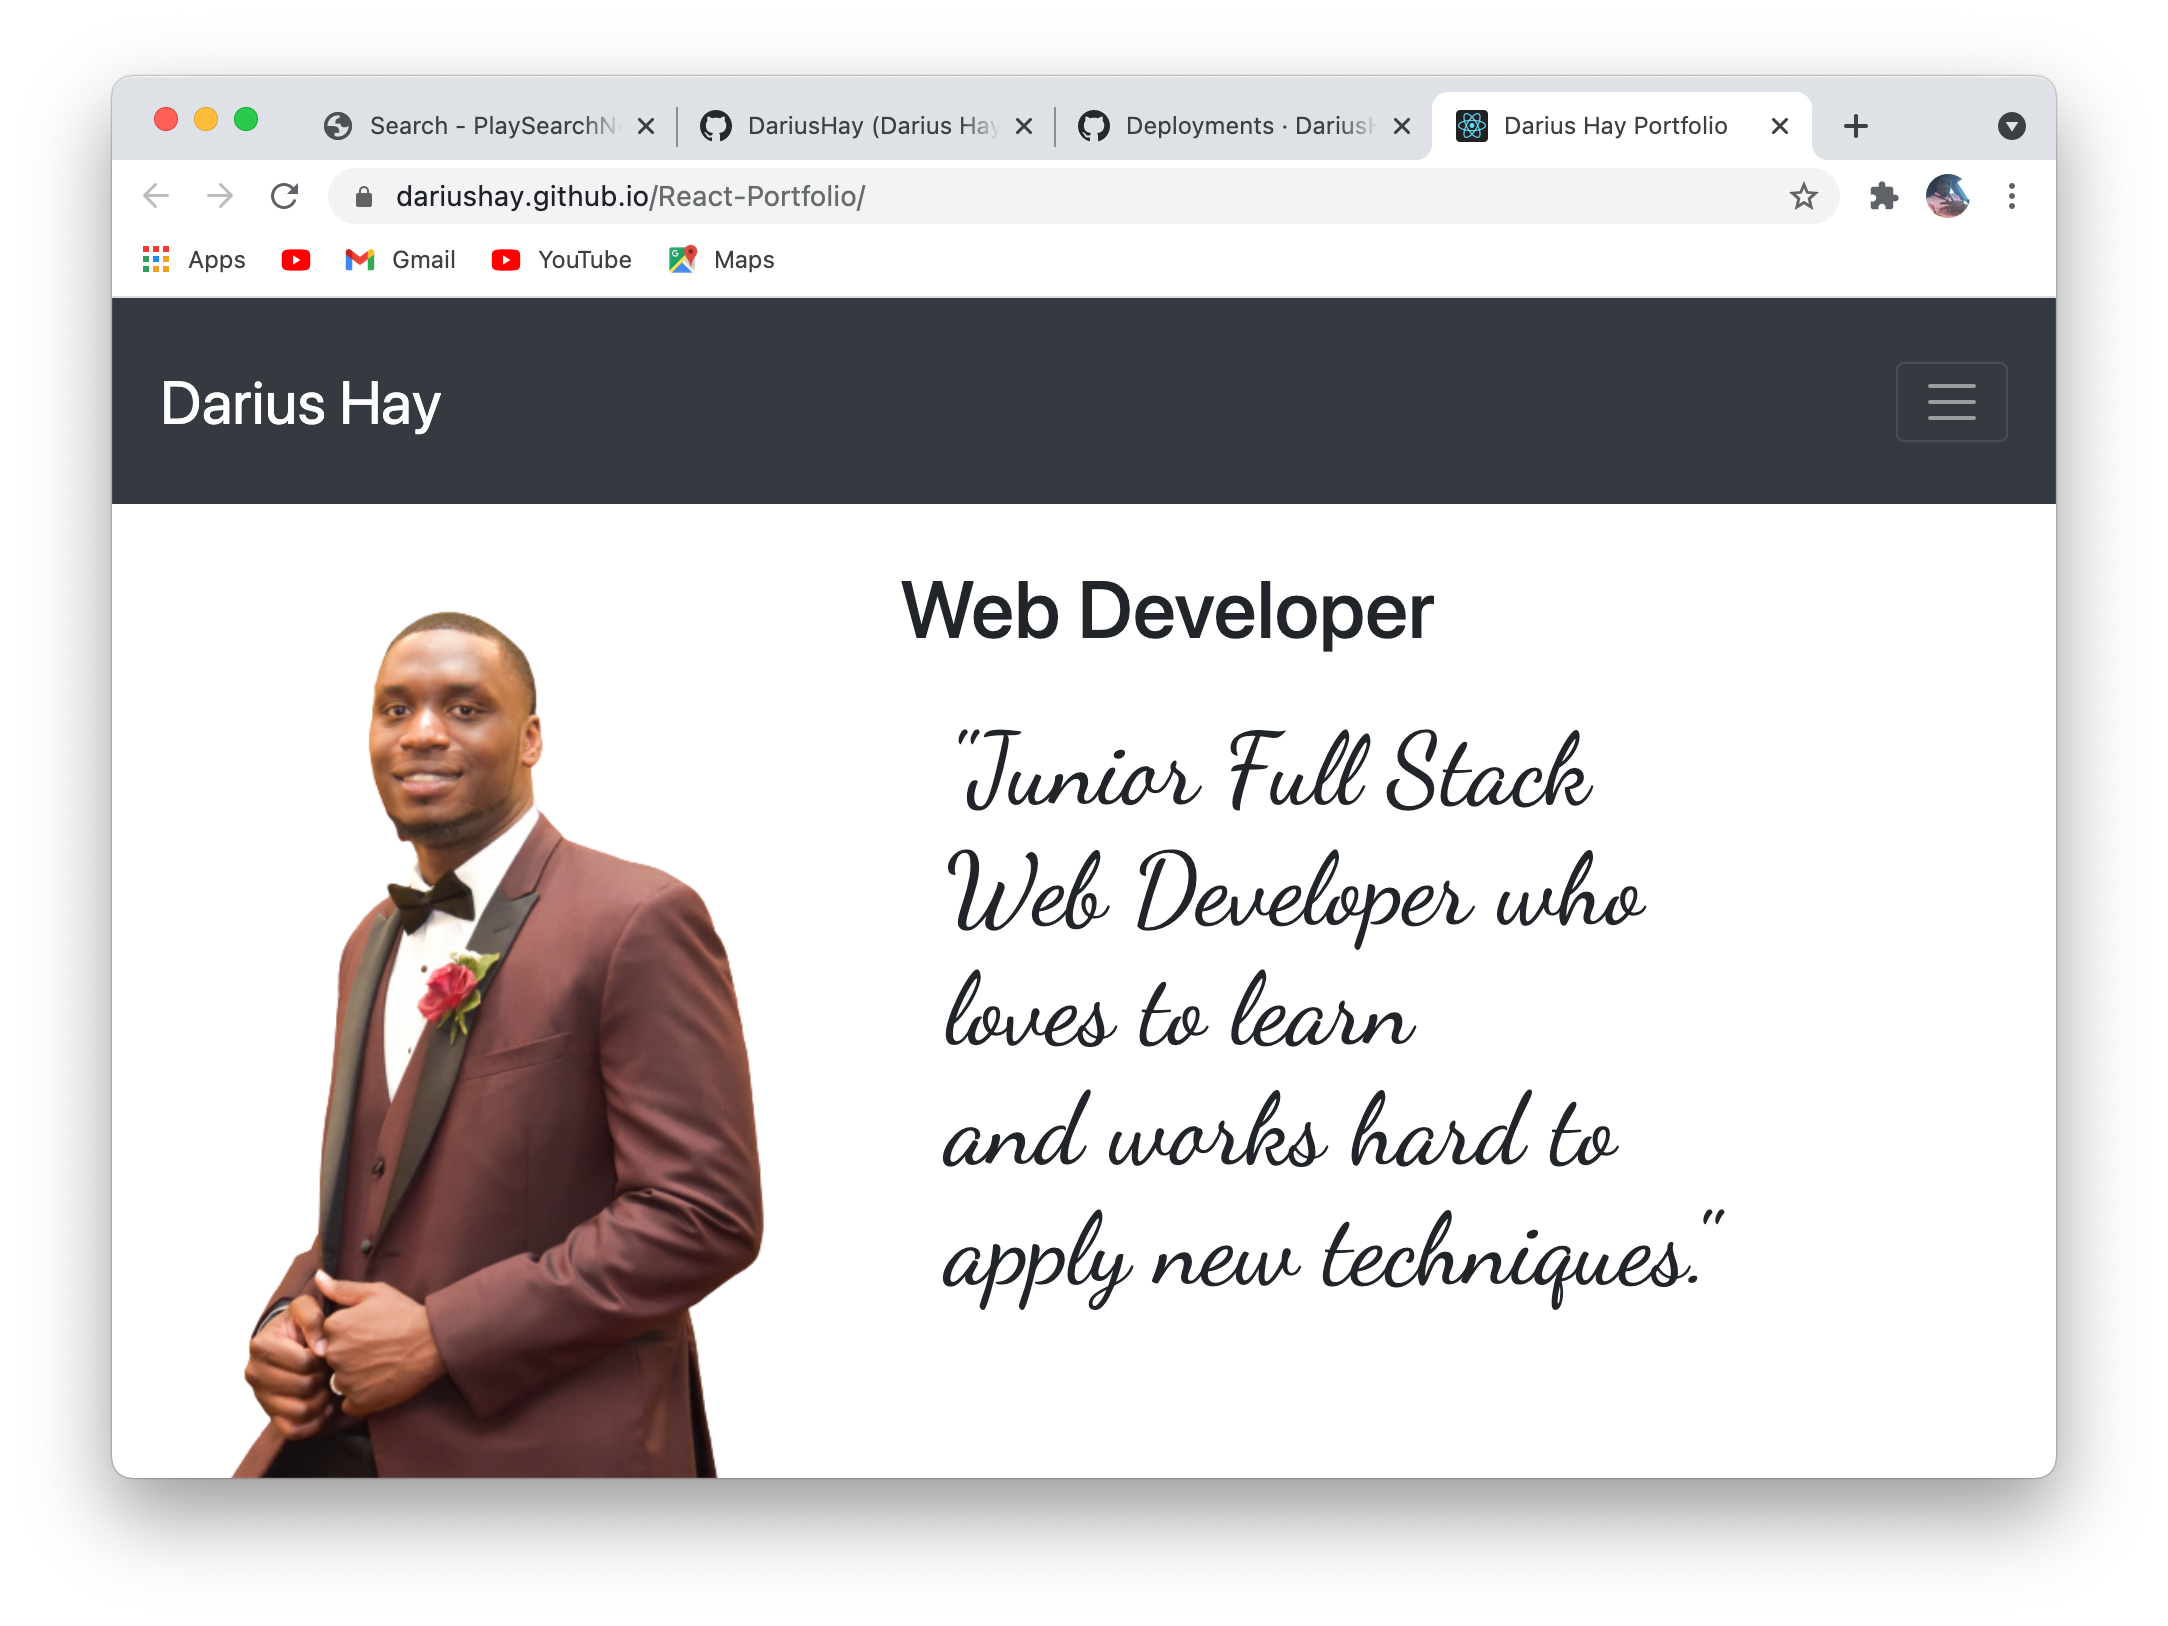 Search - PlaySearchN
DariusHay (Darius Hay
Deployments · Darius
Darius Hay Portfolio
dariushay.github.io/React-Portfolio/
Apps
Gmail
YouTube
Maps
Darius Hay
Web Developer
"Junior Full Stack
Web Developer who
loves to learn
and works hard to
apply new techniques."